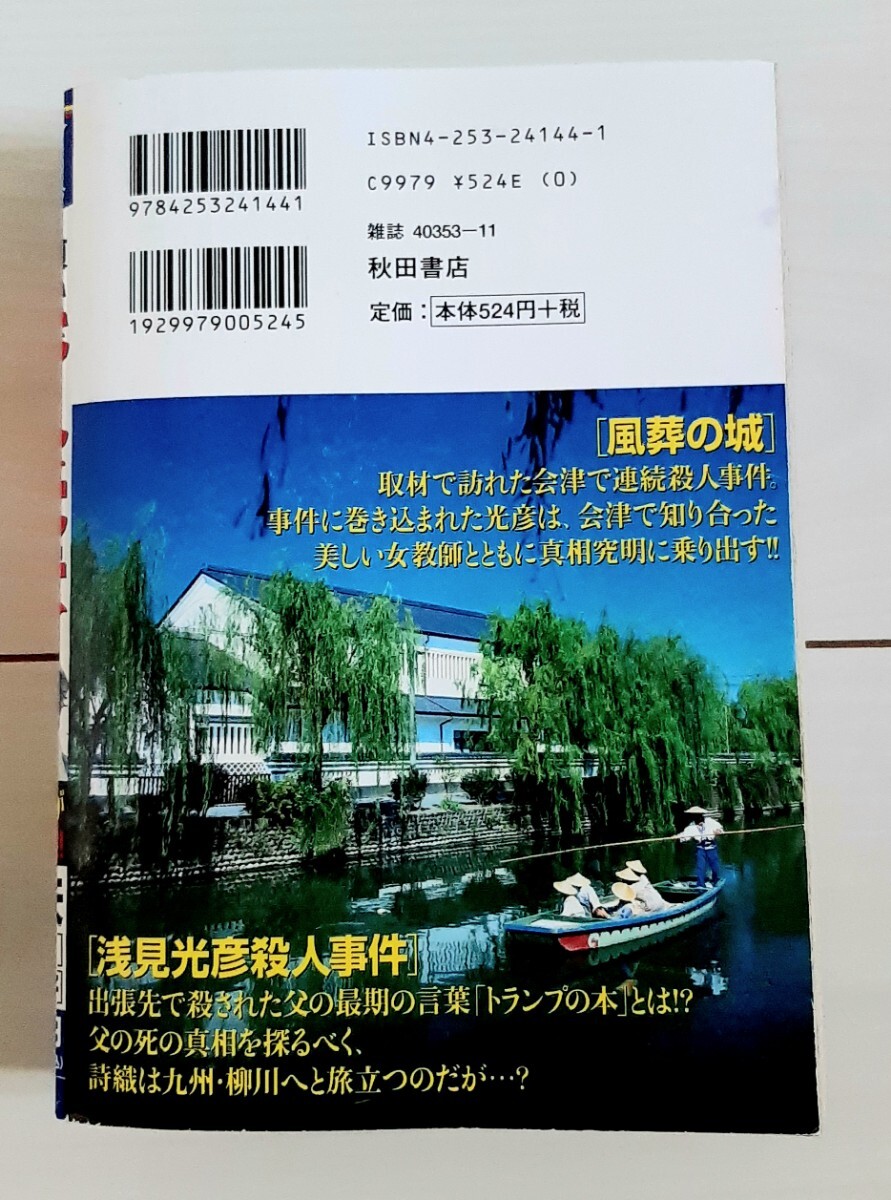 ISBN4-253-24144-1
C9979 ¥524E (0)
9784253241441
雑誌 40353-11
秋田書店
定価：本体524円+税
1929979005245
[風葬の城]
取材で訪れた会津で連続殺人事件。
事件に巻き込まれた光彦は、会津で知り合った
美しい女教師とともに真相究明に乗り出す!!
[浅見光彦殺人事件]
出張先で殺された父の最期の言葉「トランプの本」とは!?
父の死の真相を探るべく、
詩織は九州・柳川へと旅立つのだが…?